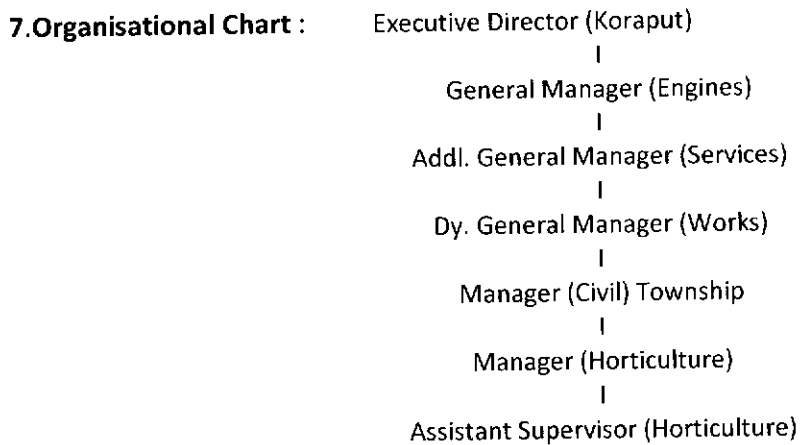 7.Organisational Chart : Executive Director (Koraput)
|
General Manager (Engines)
|
Addl. General Manager (Services)
|
Dy. General Manager (Works)
|
Manager (Civil) Township
|
Manager (Horticulture)
|
Assistant Supervisor (Horticulture)